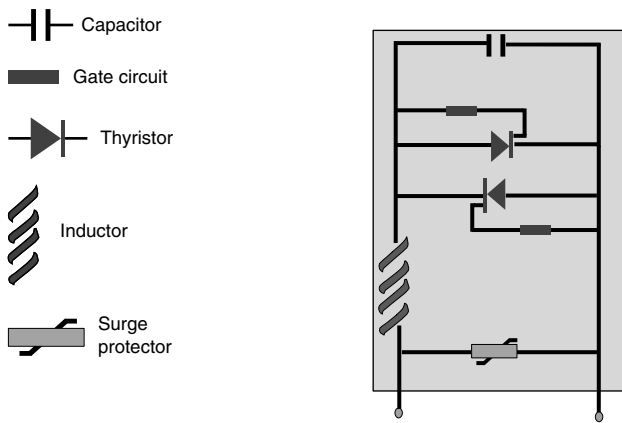 Capacitor
Gate circuit
Thyristor
Inductor
Surge
protector